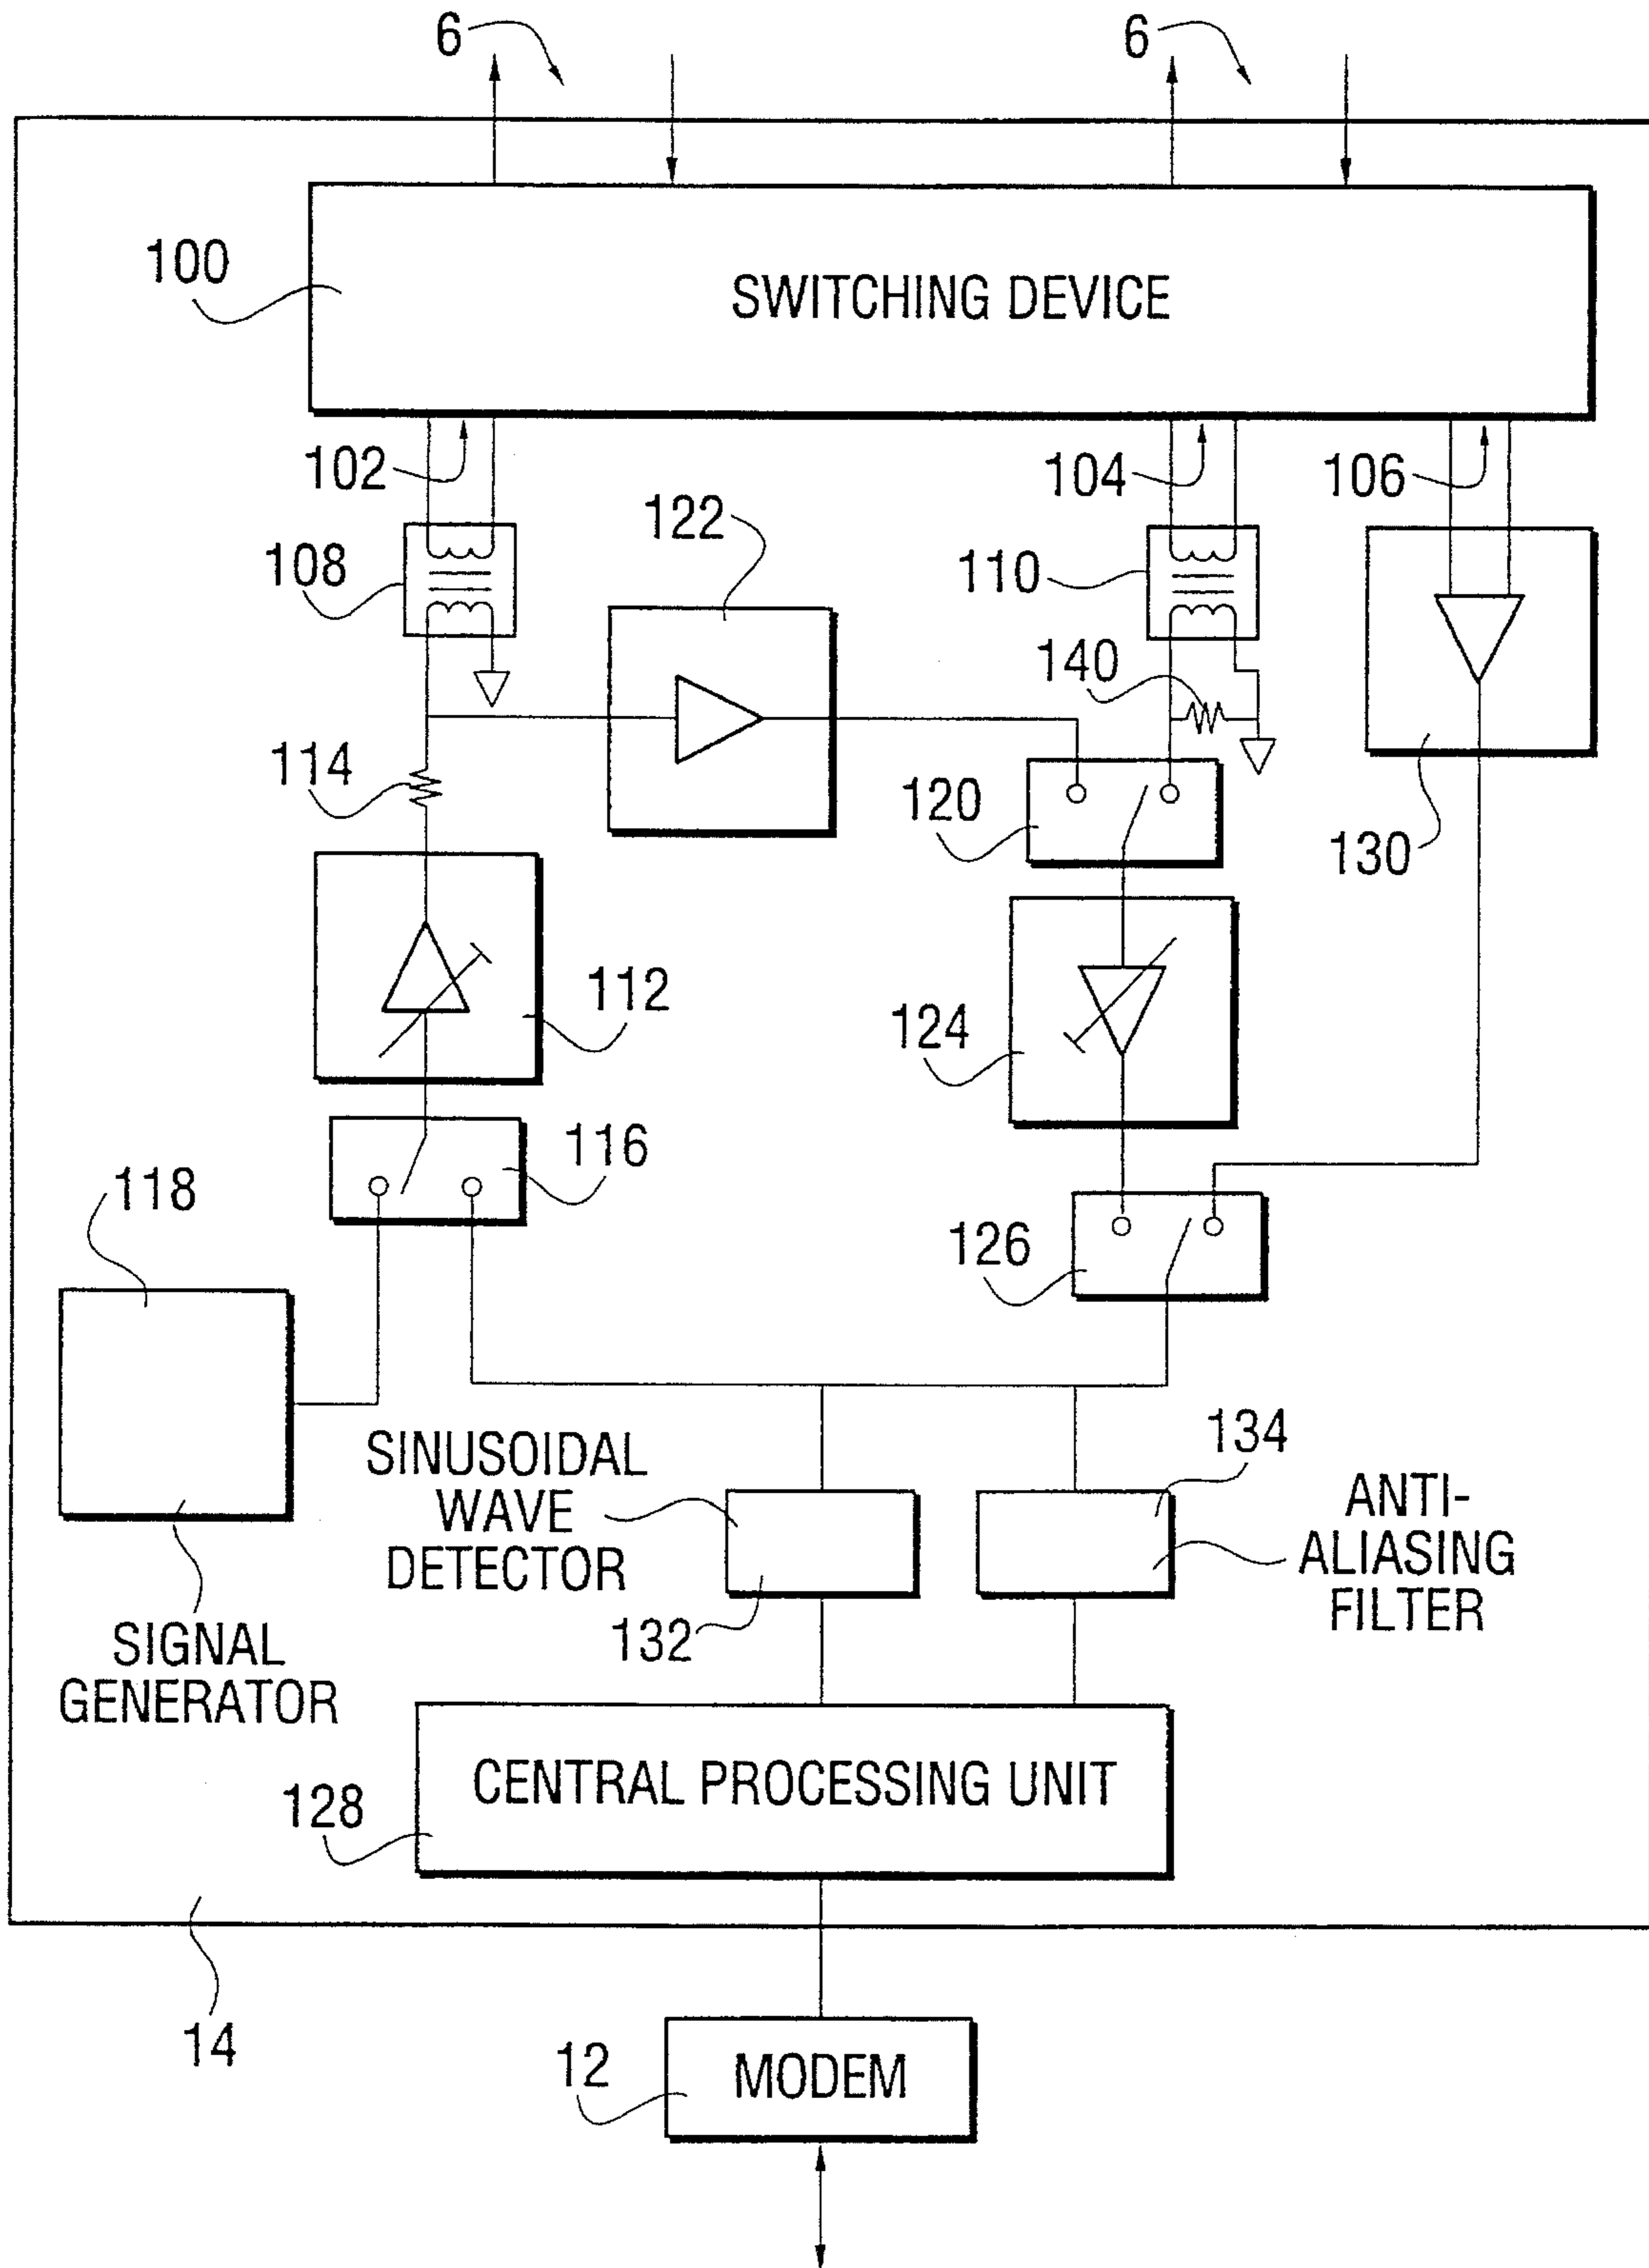 6
6
100
SWITCHING DEVICE
102
104
106
122
108
110
140
114
120
130
112
124
116
118
126
134
SINUSOIDAL
WAVE
DETECTOR
ANTI-
ALIASING
FILTER
132
SIGNAL
GENERATOR
CENTRAL PROCESSING UNIT
128
14
12
MODEM